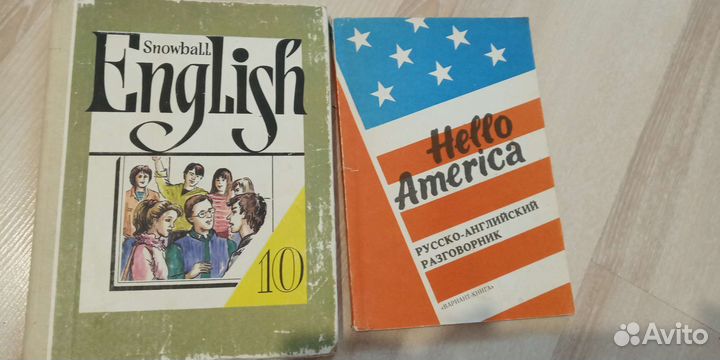 Snowball
English
10
Hello
America
РУССКО-АНГЛИЙСКИЙ
РАЗГОВОРНИК
«ВАРИАНТ-КНИГА»
Avito